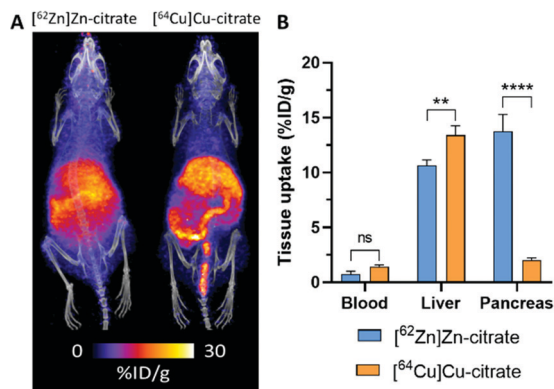 A
[⁶²Zn]Zn-citrate [⁶⁴Cu]Cu-citrate
0 30
%ID/g
B
Tissue uptake (%ID/g)
20
15
10
5
0
ns
**
****
Blood Liver Pancreas
[⁶²Zn]Zn-citrate
[⁶⁴Cu]Cu-citrate